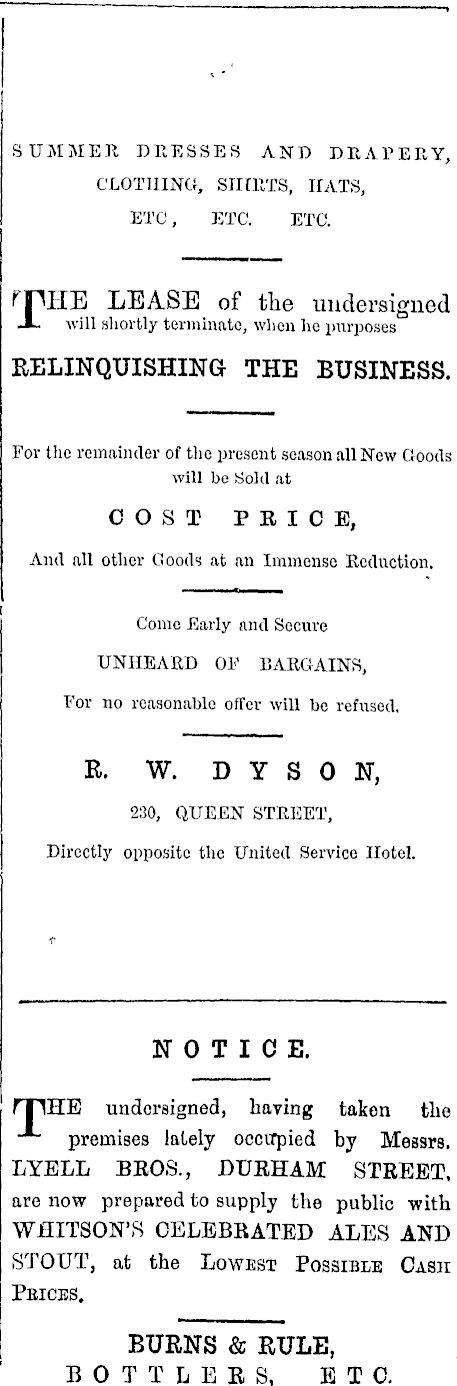 SUMMER DRESSES AND DRAPERY,
CLOTHING, SHIRTS, HATS,
ETC, ETC. ETC.
THE LEASE of the undersigned
will shortly terminate, when he purposes
RELINQUISHING THE BUSINESS.
For the remainder of the present season all New Goods
will be Sold at
COST PRICE,
And all other Goods at an Immense Reduction.
Come Early and Secure
UNHEARD OF BARGAINS,
For no reasonable offer will be refused.
R. W. DYSON,
230, QUEEN STREET,
Directly opposite the United Service Hotel.
NOTICE.
THE undersigned, having taken the
premises lately occupied by Messrs.
LYELL BROS., DURHAM STREET,
are now prepared to supply the public with
WHITSON'S CELEBRATED ALES AND
STOUT, at the LOWEST POSSIBLE CASH
PRICES.
BURNS & RULE,
BOTTLERS, ETC.